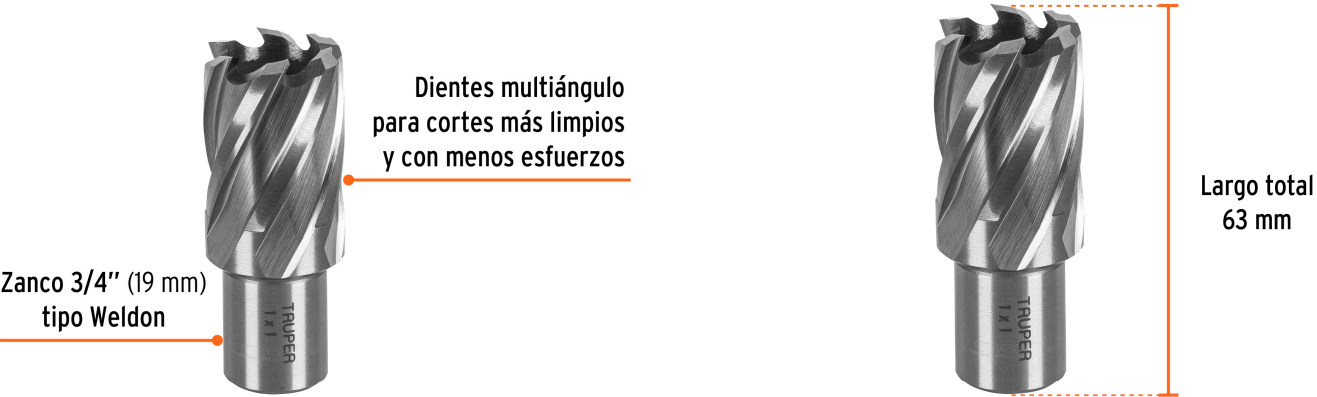 Dientes multiángulo
para cortes más limpios
y con menos esfuerzos
Zanco 3/4” (19 mm)
tipo Weldon
TRUPER
1 x 1
Largo total
63 mm
TRUPER
1 x 1